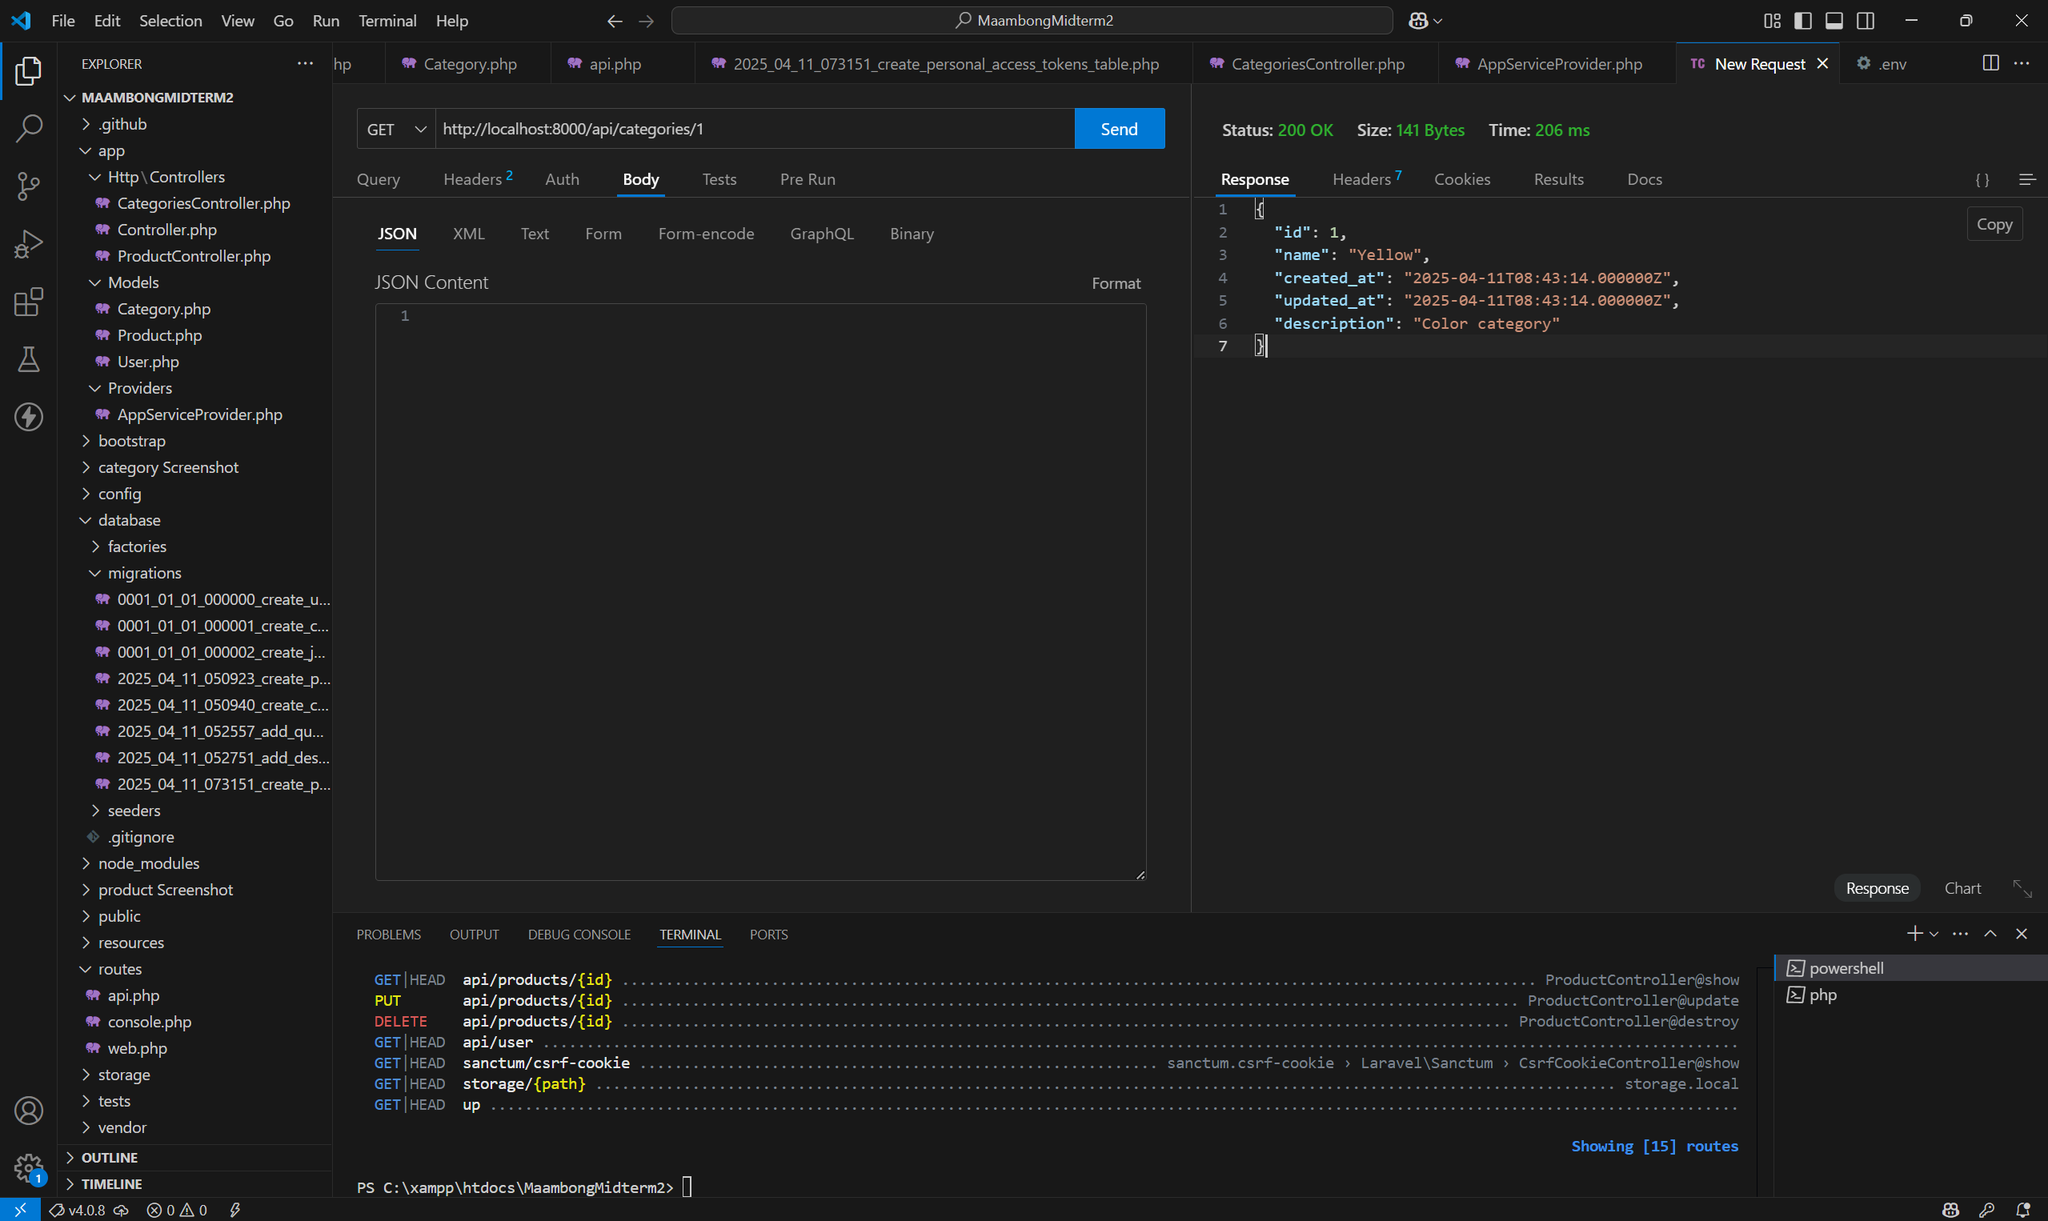 File Edit Selection View Go Run Terminal Help
MaambongMidterm2
EXPLORER
hp
Category.php
api.php
2025_04_11_073151_create_personal_access_tokens_table.php
CategoriesController.php
AppServiceProvider.php
TC New Request
.env
MAAMBONGMIDTERM2
.github
app
Http\Controllers
CategoriesController.php
Controller.php
ProductController.php
Models
Category.php
Product.php
User.php
Providers
AppServiceProvider.php
bootstrap
category Screenshot
config
database
factories
migrations
0001_01_01_000000_create_u...
0001_01_01_000001_create_c...
0001_01_01_000002_create_j...
2025_04_11_050923_create_p...
2025_04_11_050940_create_c...
2025_04_11_052557_add_qu...
2025_04_11_052751_add_des...
2025_04_11_073151_create_p...
seeders
.gitignore
node_modules
product Screenshot
public
resources
routes
api.php
console.php
web.php
storage
tests
vendor
OUTLINE
TIMELINE
GET http://localhost:8000/api/categories/1 Send
Query Headers 2 Auth Body Tests Pre Run
JSON XML Text Form Form-encode GraphQL Binary
JSON Content Format
1
Status: 200 OK Size: 141 Bytes Time: 206 ms
Response Headers 7 Cookies Results Docs { }
Copy
1 {
2 "id": 1,
3 "name": "Yellow",
4 "created_at": "2025-04-11T08:43:14.000000Z",
5 "updated_at": "2025-04-11T08:43:14.000000Z",
6 "description": "Color category"
7 }
Response Chart
PROBLEMS OUTPUT DEBUG CONSOLE TERMINAL PORTS
GET|HEAD api/products/{id} ProductController@show
PUT api/products/{id} ProductController@update
DELETE api/products/{id} ProductController@destroy
GET|HEAD api/user
GET|HEAD sanctum/csrf-cookie sanctum.csrf-cookie › Laravel\Sanctum › CsrfCookieController@show
GET|HEAD storage/{path} storage.local
GET|HEAD up
Showing [15] routes
PS C:\xampp\htdocs\MaambongMidterm2>
powershell
php
1
v4.0.8 0 0